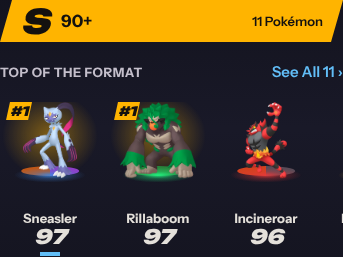 S 90+ 11 Pokémon
TOP OF THE FORMAT See All 11 ›
#1 #1
Sneasler Rillaboom Incineroar
97 97 96